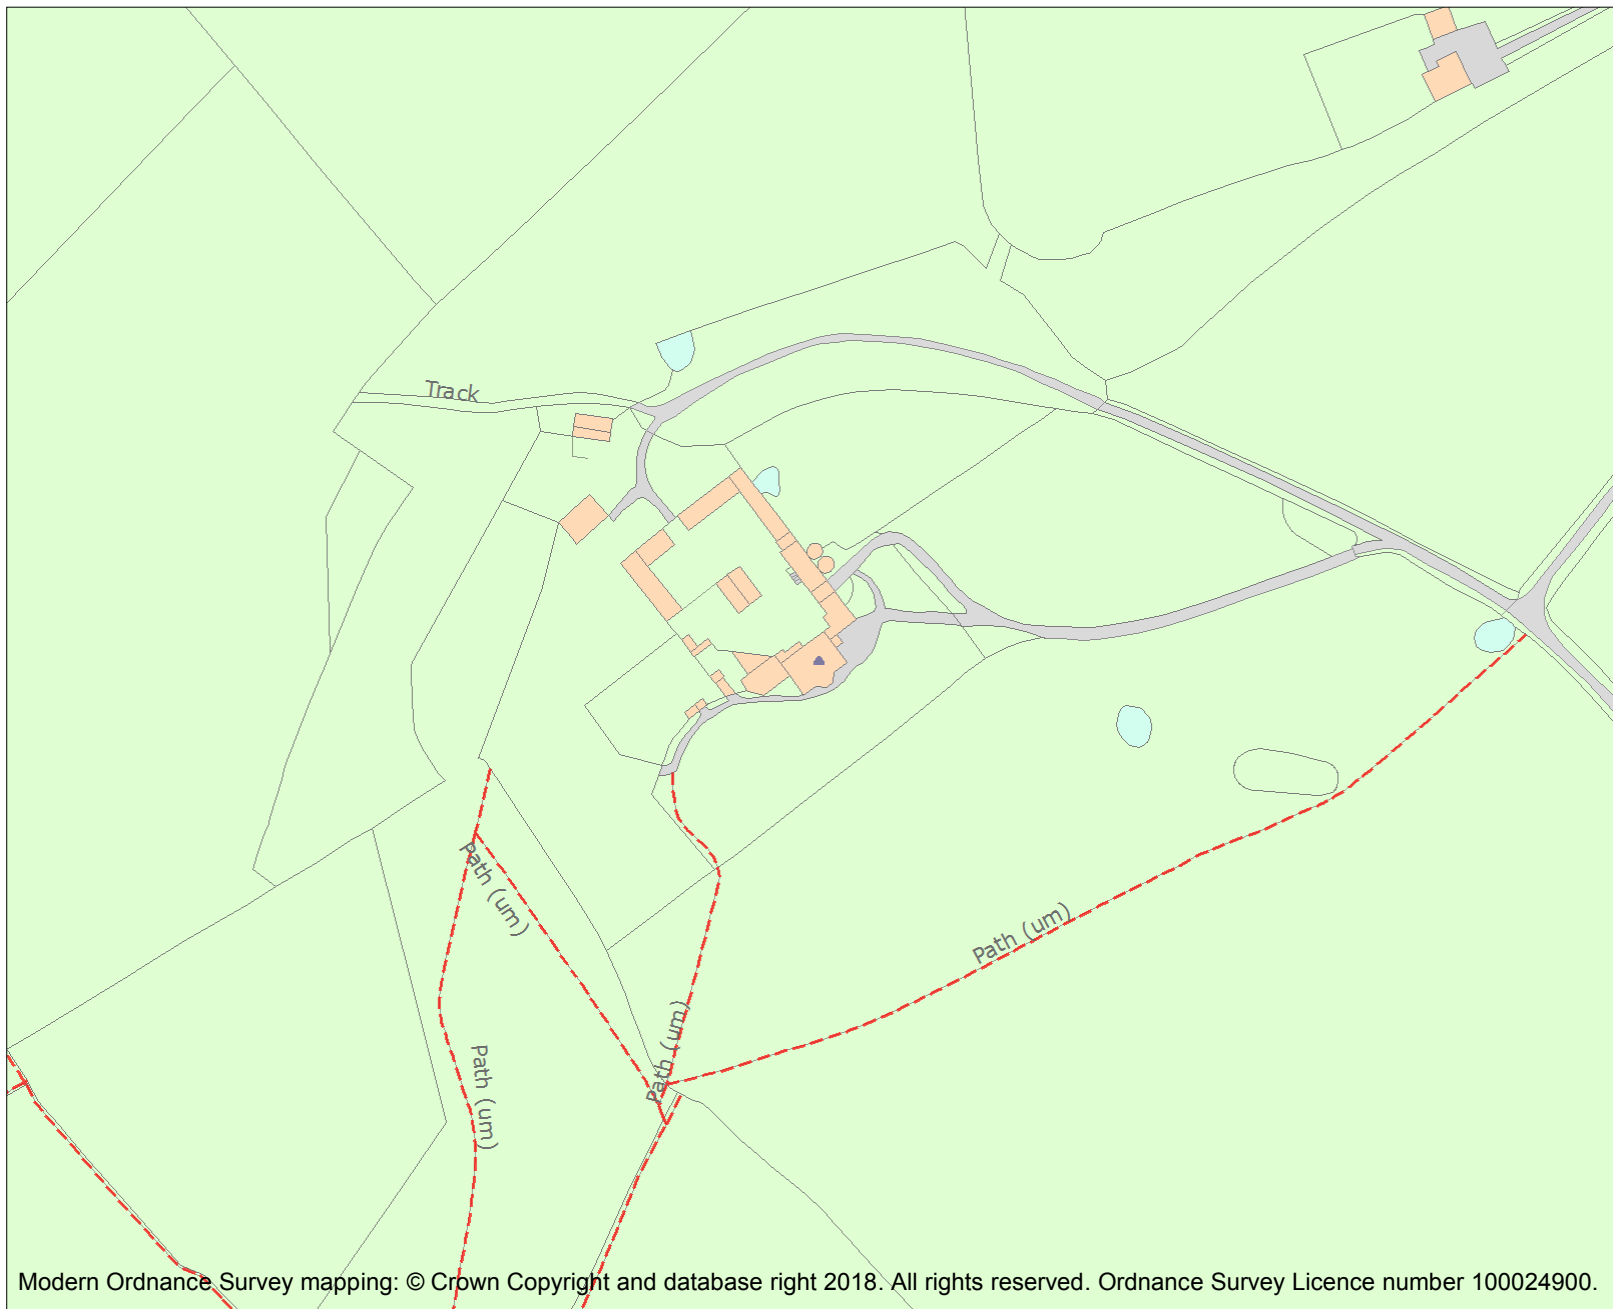 Track
Path (um)
Path (um)
Path (um)
Path (um)
Modern Ordnance Survey mapping: © Crown Copyright and database right 2018. All rights reserved. Ordnance Survey Licence number 100024900.